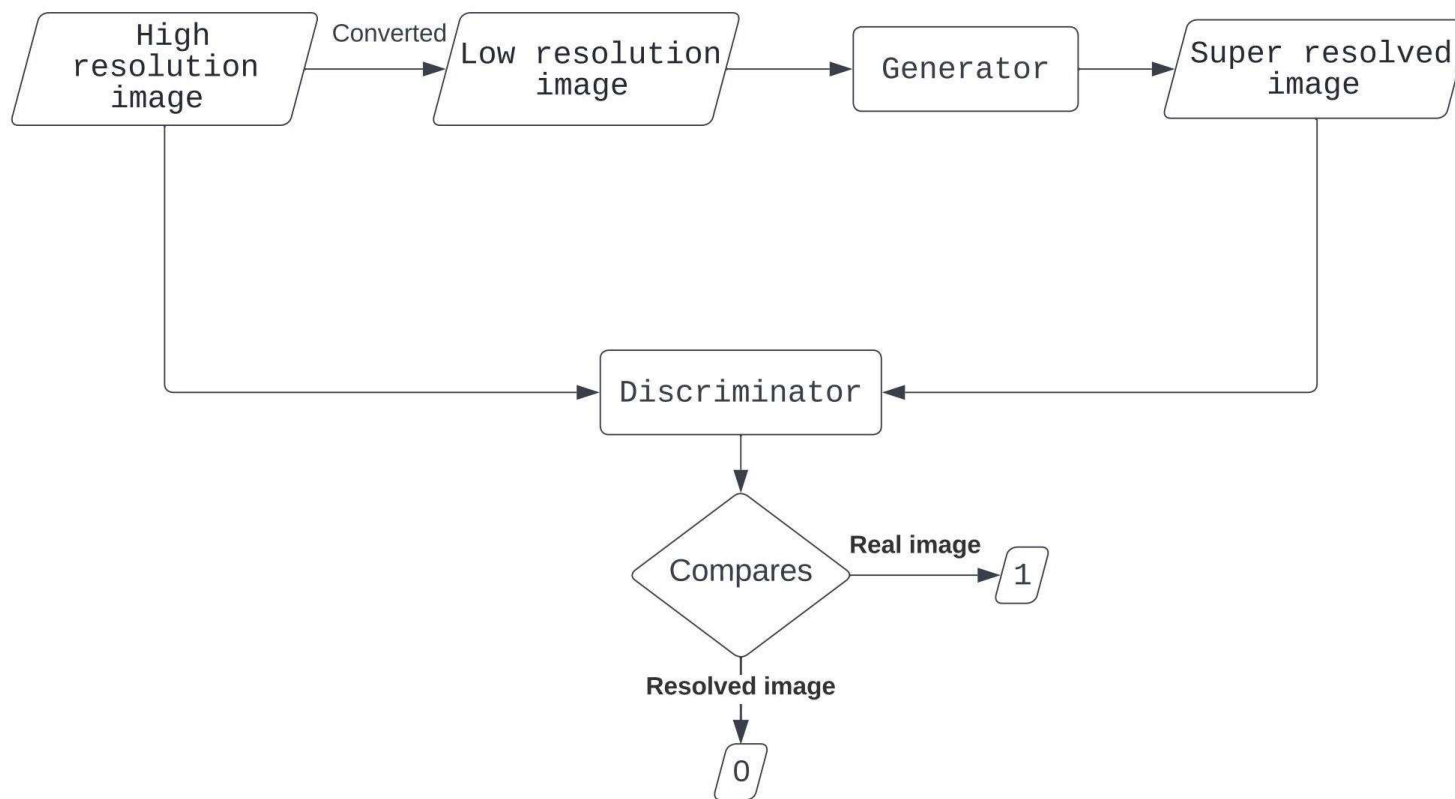 High
resolution
image
Converted
Low resolution
image
Generator
Super resolved
image
Discriminator
Compares
Real image
1
Resolved image
0